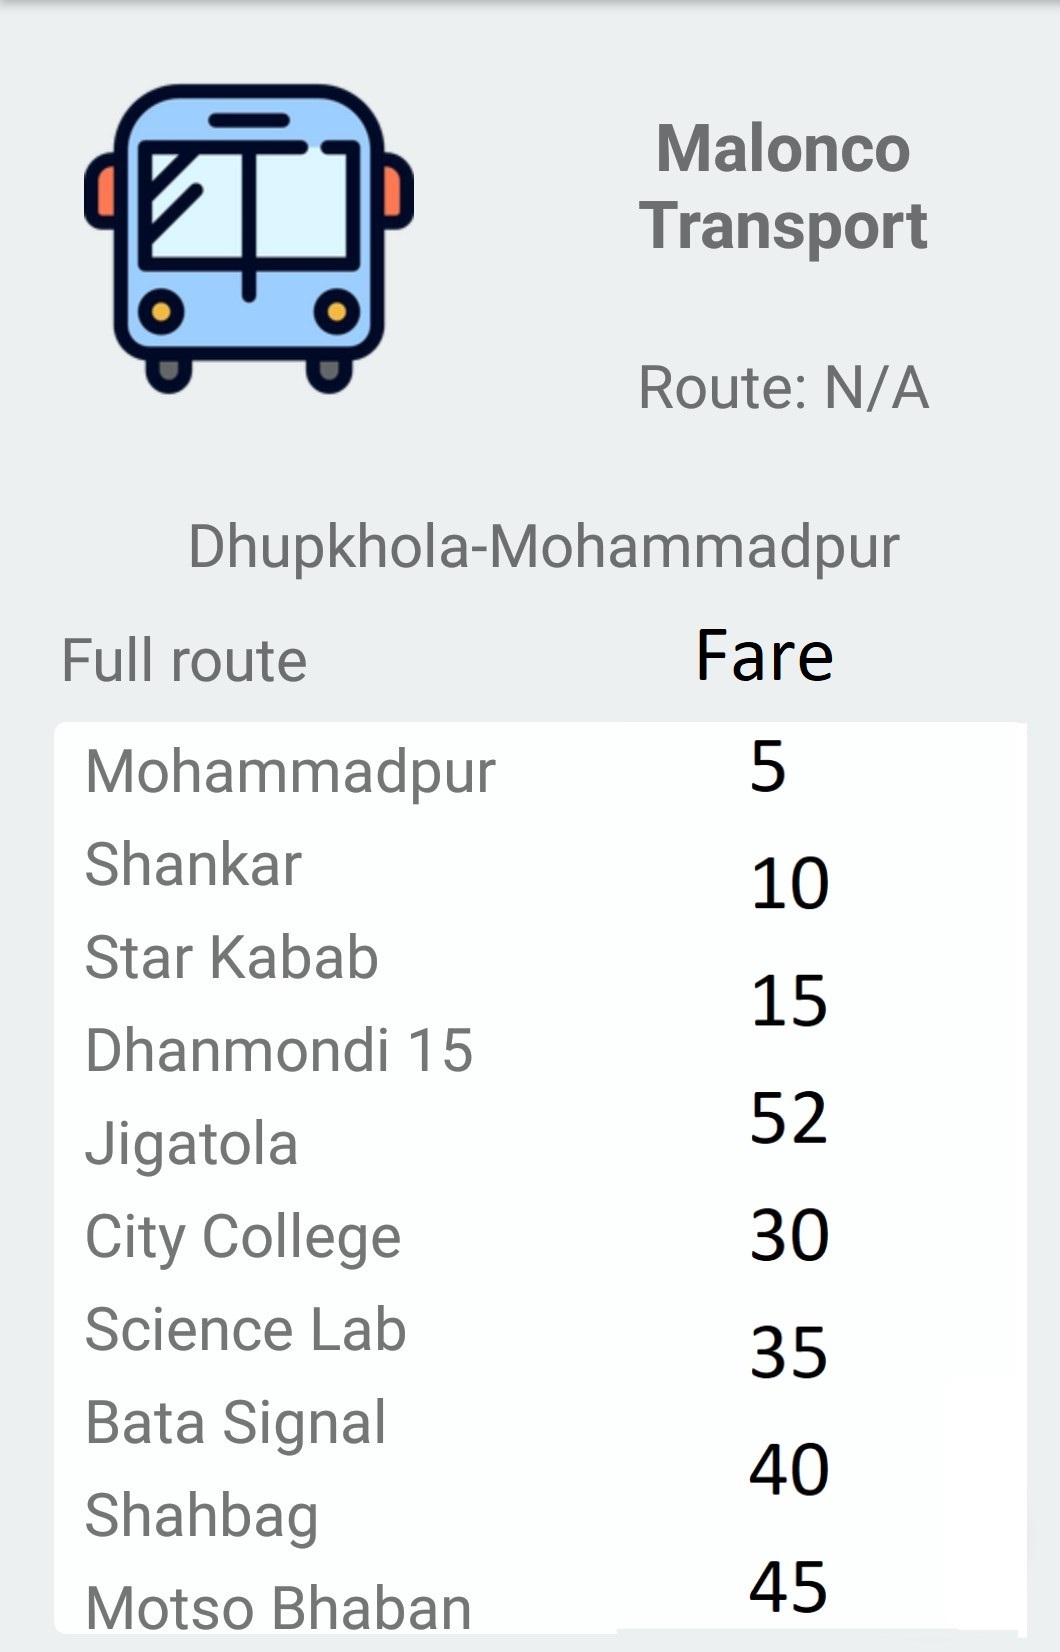 Malonco
Transport
Route: N/A
Dhupkhola-Mohammadpur
Full route Fare
Mohammadpur 5
Shankar 10
Star Kabab 15
Dhanmondi 15
Jigatola 52
City College 30
Science Lab 35
Bata Signal
Shahbag 40
Motso Bhaban 45